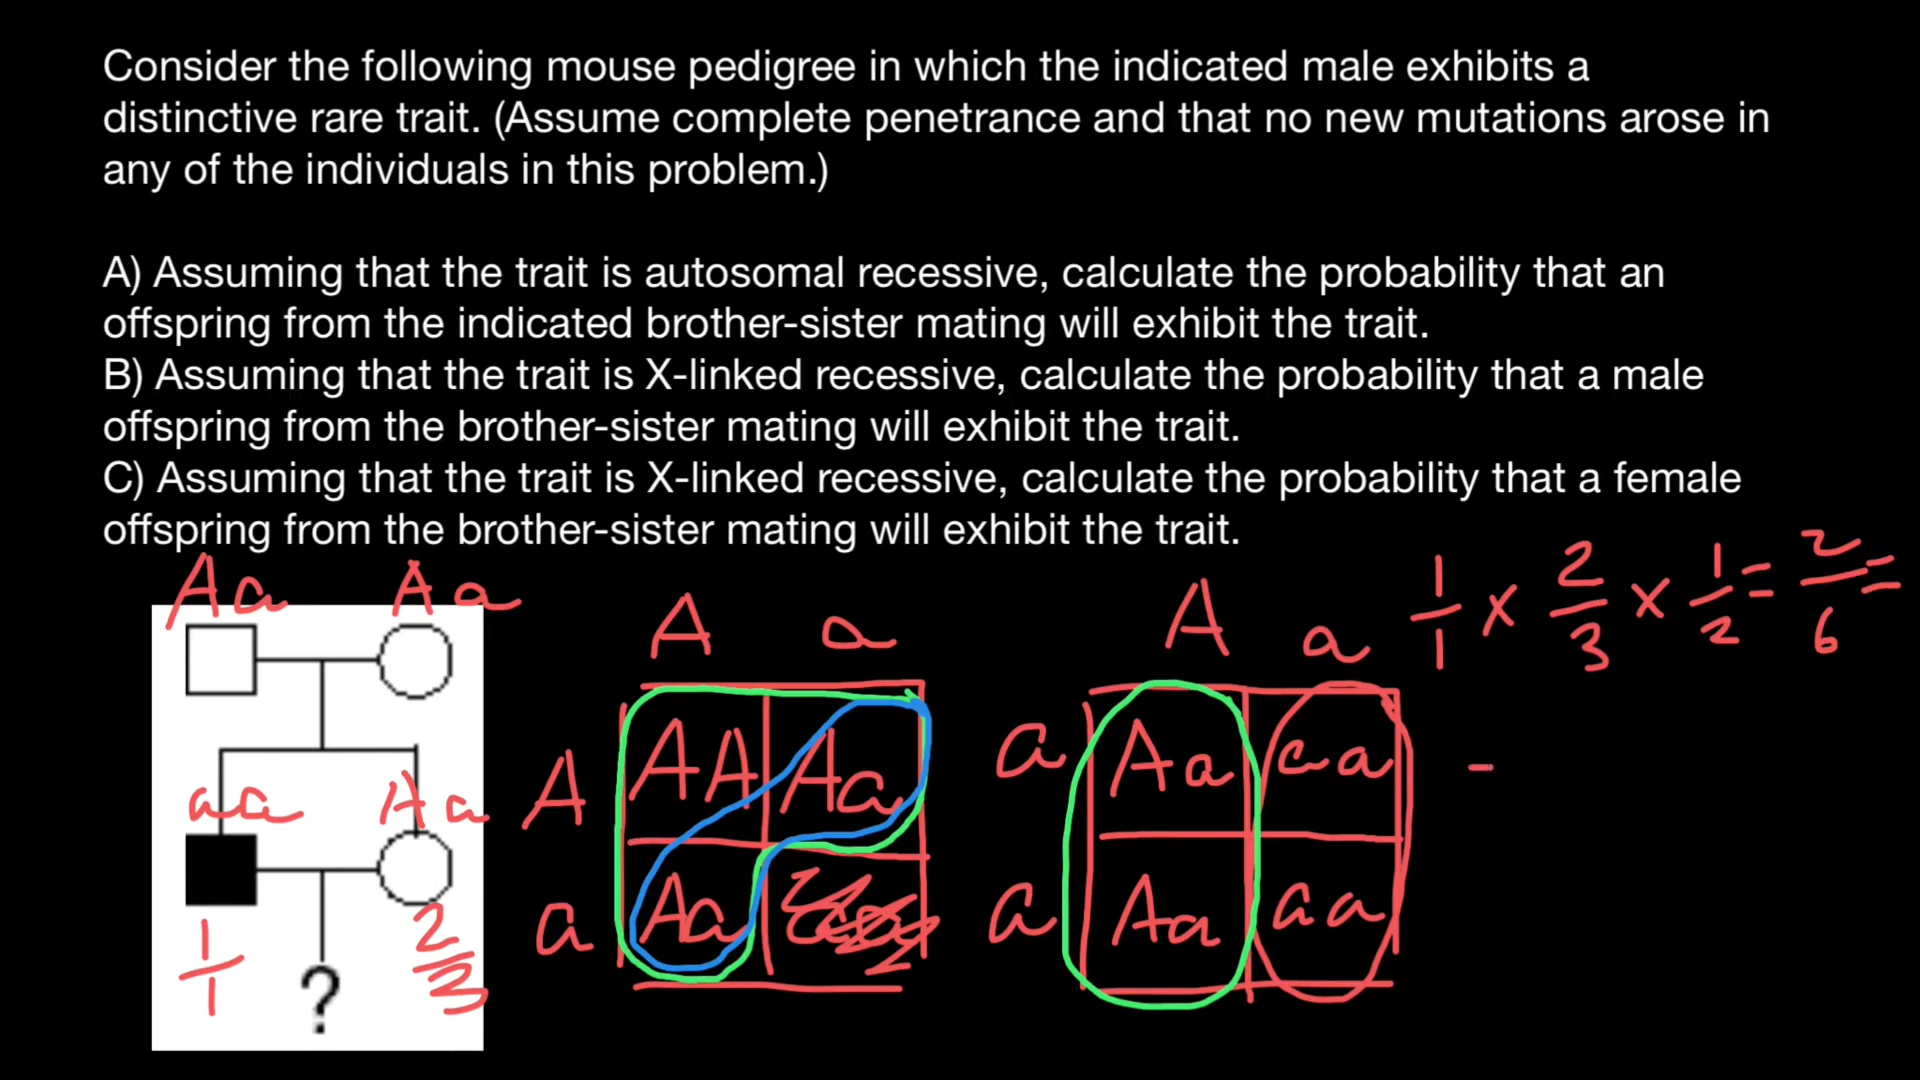 Consider the following mouse pedigree in which the indicated male exhibits a
distinctive rare trait. (Assume complete penetrance and that no new mutations arose in
any of the individuals in this problem.)
A) Assuming that the trait is autosomal recessive, calculate the probability that an
offspring from the indicated brother-sister mating will exhibit the trait.
B) Assuming that the trait is X-linked recessive, calculate the probability that a male
offspring from the brother-sister mating will exhibit the trait.
C) Assuming that the trait is X-linked recessive, calculate the probability that a female
offspring from the brother-sister mating will exhibit the trait.
Aa Aa
A a
A a
1/1 x 2/3 x 1/2 = 2/6 =
aa Aa
A AA Aa
a Aa
a Aa aa
a Aa aa
-
1/1 ? 2/3